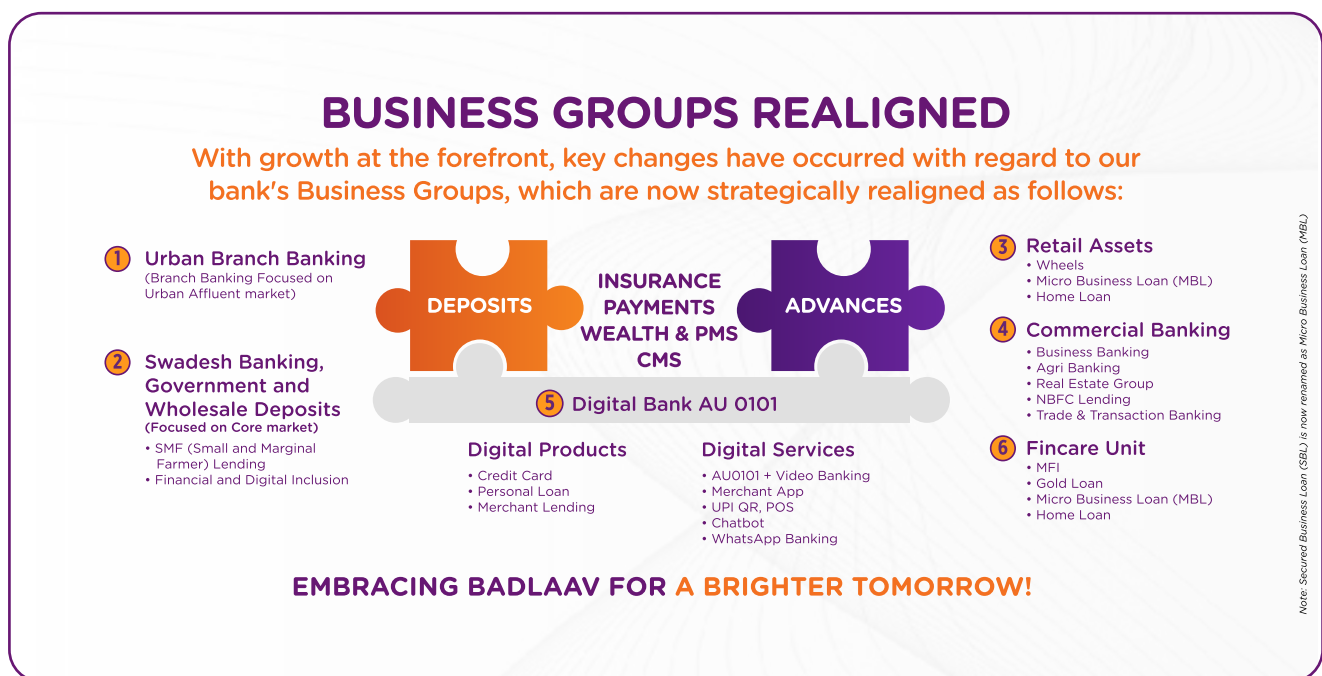 BUSINESS GROUPS REALIGNED
With growth at the forefront, key changes have occurred with regard to our
bank's Business Groups, which are now strategically realigned as follows:
1 Urban Branch Banking
(Branch Banking Focused on
Urban Affluent market)
2 Swadesh Banking,
Government and
Wholesale Deposits
(Focused on Core market)
• SMF (Small and Marginal
Farmer) Lending
• Financial and Digital Inclusion
DEPOSITS
INSURANCE
PAYMENTS
WEALTH & PMS
CMS
ADVANCES
3 Retail Assets
• Wheels
• Micro Business Loan (MBL)
• Home Loan
4 Commercial Banking
• Business Banking
• Agri Banking
• Real Estate Group
• NBFC Lending
• Trade & Transaction Banking
5 Digital Bank AU 0101
Digital Products
• Credit Card
• Personal Loan
• Merchant Lending
Digital Services
• AU0101 + Video Banking
• Merchant App
• UPI QR, POS
• Chatbot
• WhatsApp Banking
6 Fincare Unit
• MFI
• Gold Loan
• Micro Business Loan (MBL)
• Home Loan
EMBRACING BADLAAV FOR A BRIGHTER TOMORROW!
Note: Secured Business Loan (SBL) is now renamed as Micro Business Loan (MBL)